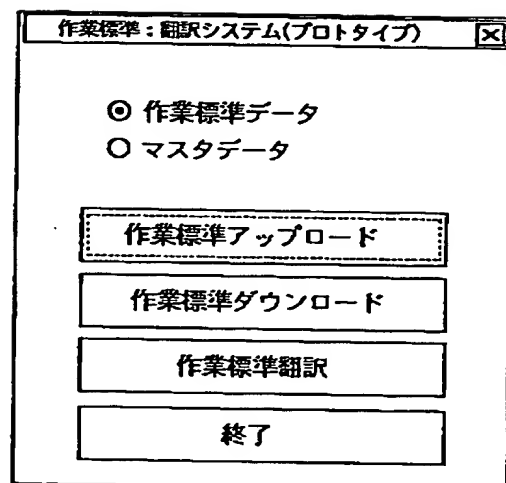 作業標準:翻訳システム(プロトタイプ)
作業標準データ
マスタデータ
作業標準アップロード
作業標準ダウンロード
作業標準翻訳
終了